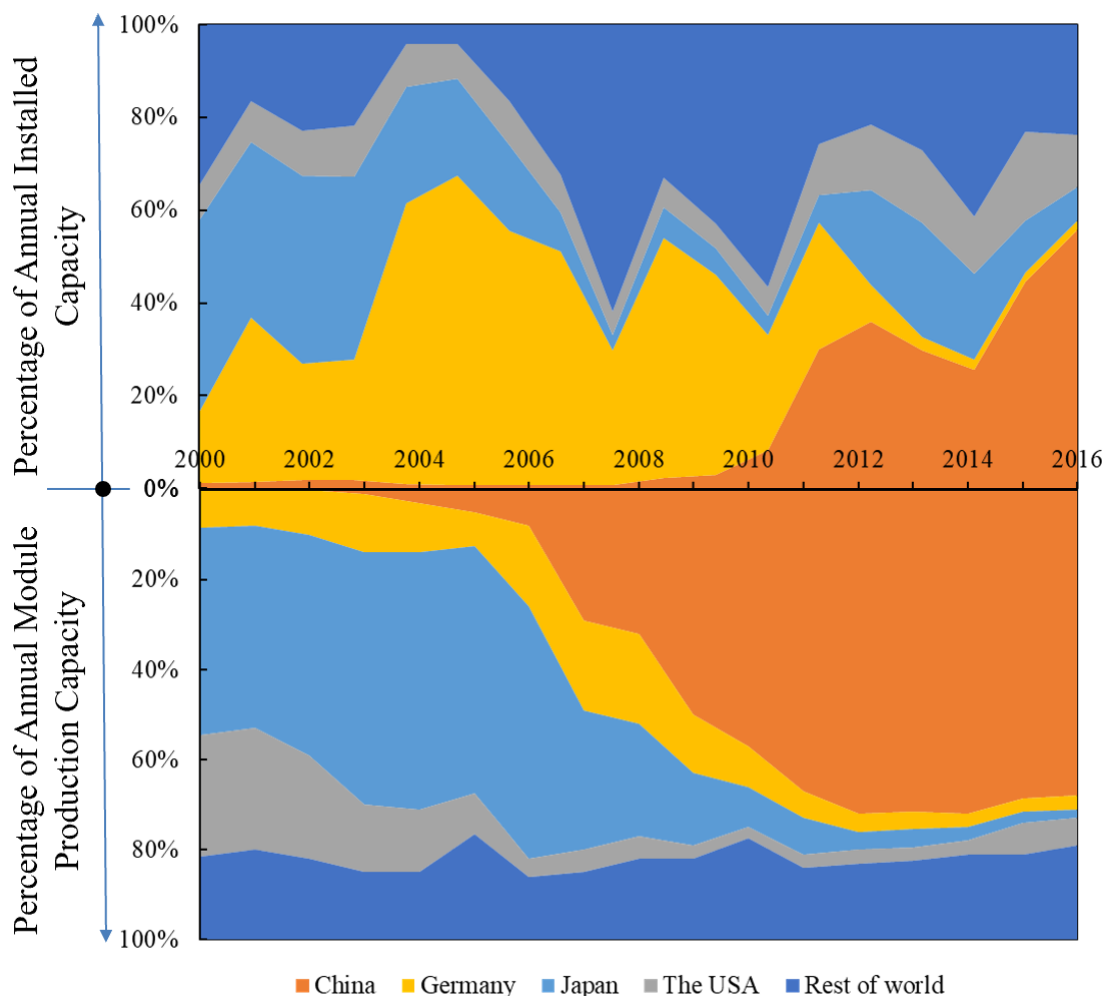 Percentage of Annual Installed
Capacity
100%
80%
60%
40%
20%
0%
2000 2002 2004 2006 2008 2010 2012 2014 2016
Percentage of Annual Module
Production Capacity
20%
40%
60%
80%
100%
China Germany Japan The USA Rest of world